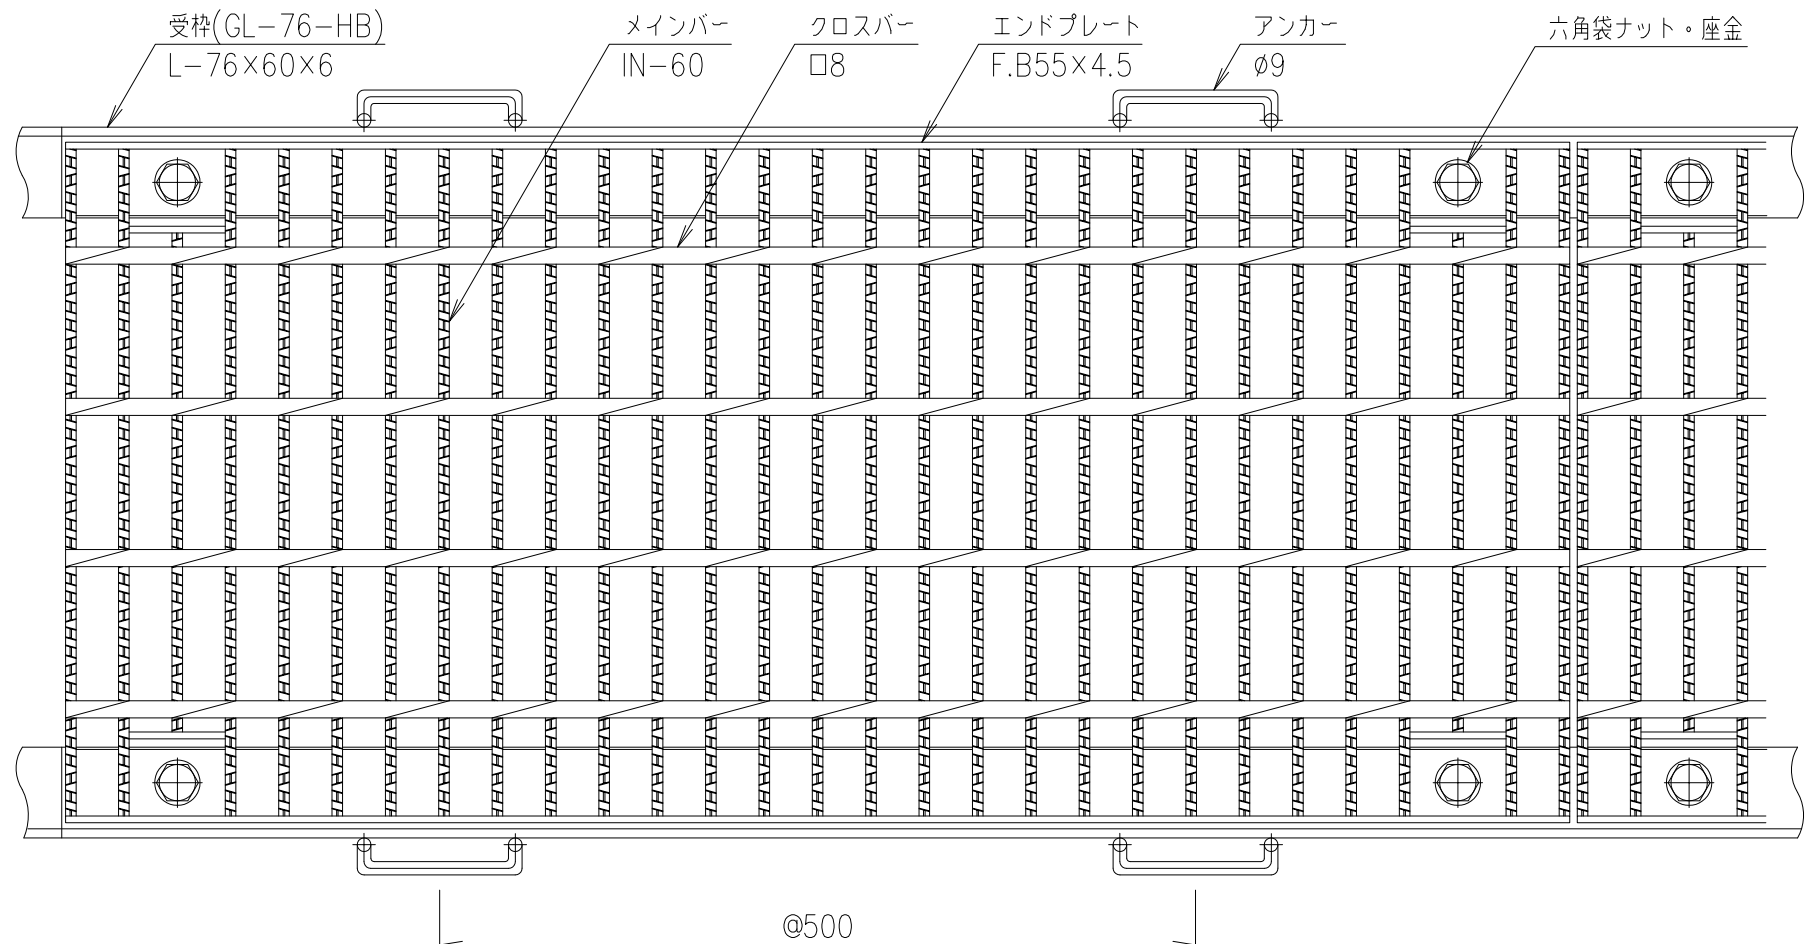 受枠(GL-76-HB)
L-76×60×6
メインバー
IN-60
クロスバー
□8
エンドプレート
F.B55×4.5
アンカー
φ9
六角袋ナット・座金
@500